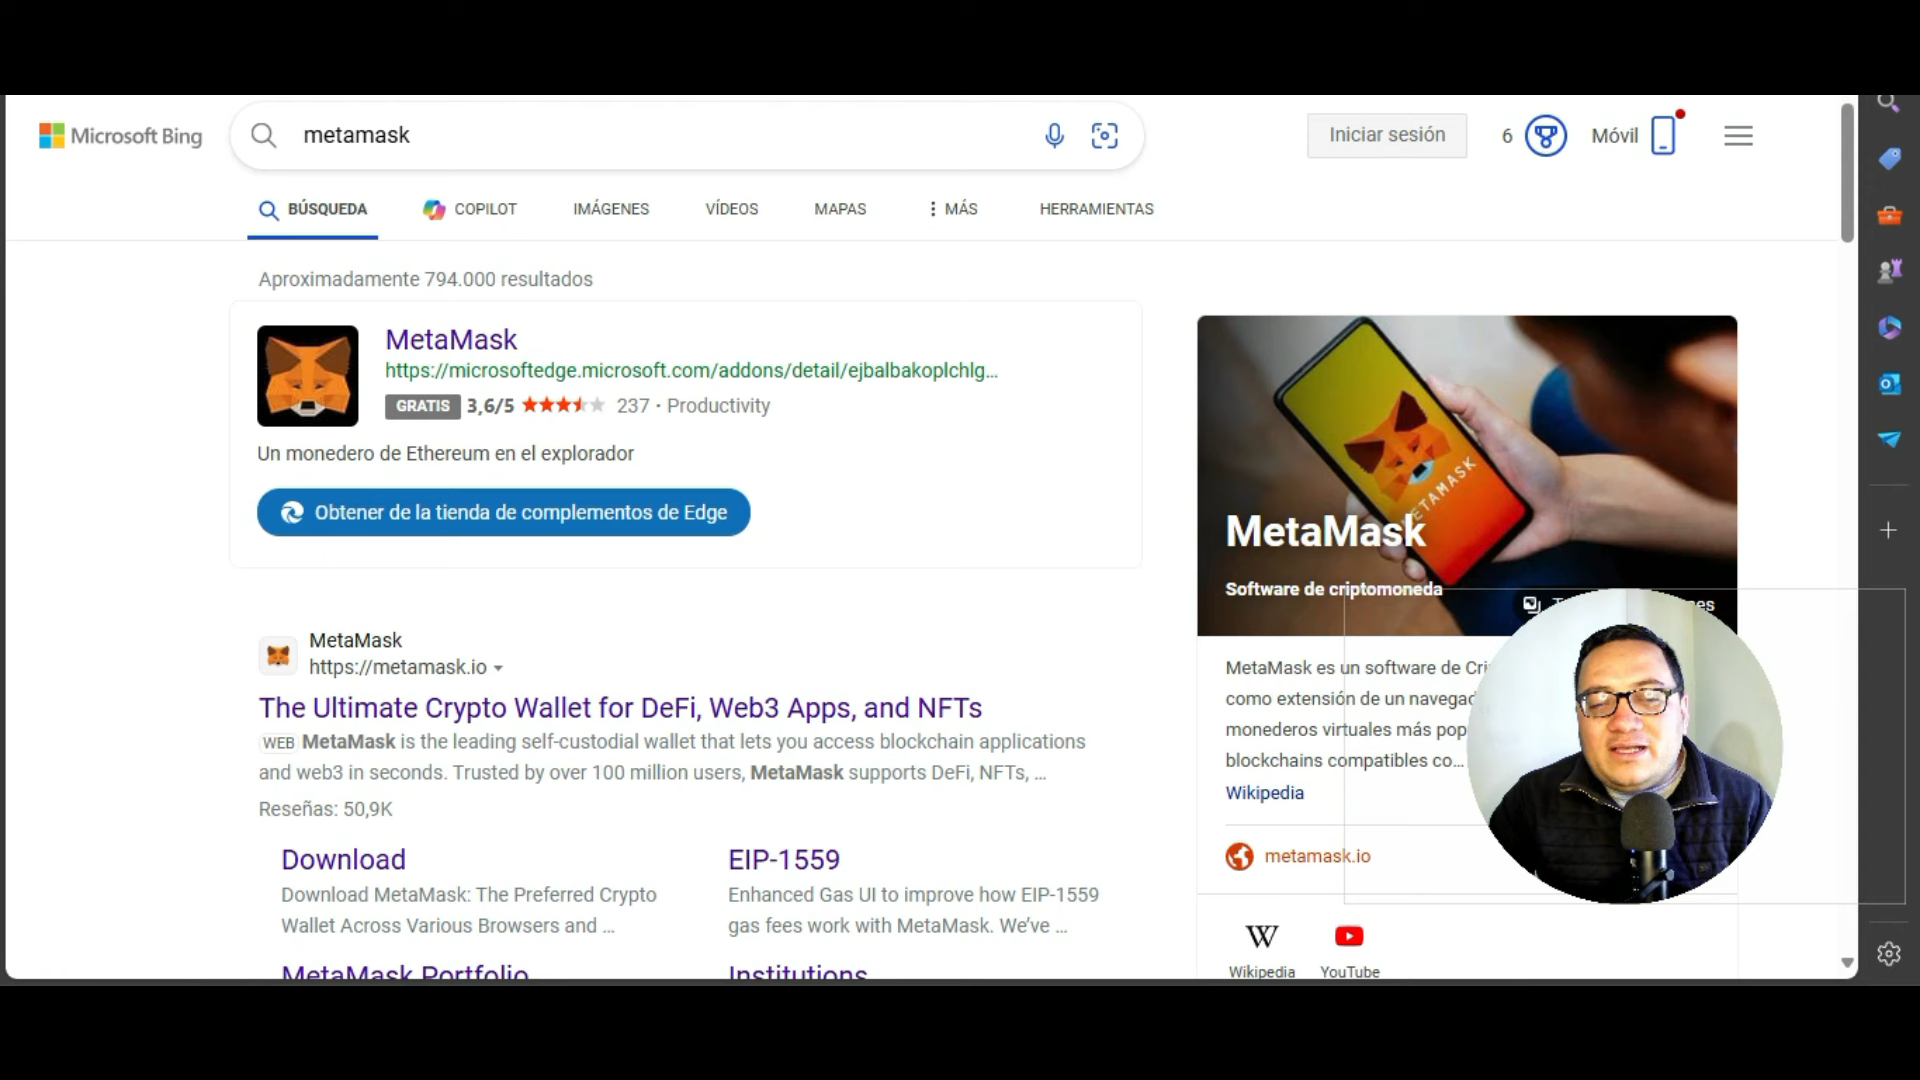 Microsoft Bing
metamask
Iniciar sesión
6
Móvil
BÚSQUEDA
COPILOT
IMÁGENES
VÍDEOS
MAPAS
MÁS
HERRAMIENTAS
Aproximadamente 794.000 resultados
MetaMask
https://microsoftedge.microsoft.com/addons/detail/ejbalbakoplchlg...
GRATIS 3,6/5 237 · Productivity
Un monedero de Ethereum en el explorador
Obtener de la tienda de complementos de Edge
MetaMask
https://metamask.io
The Ultimate Crypto Wallet for DeFi, Web3 Apps, and NFTs
WEB MetaMask is the leading self-custodial wallet that lets you access blockchain applications
and web3 in seconds. Trusted by over 100 million users, MetaMask supports DeFi, NFTs, ...
Reseñas: 50,9K
Download
Download MetaMask: The Preferred Crypto
Wallet Across Various Browsers and ...
EIP-1559
Enhanced Gas UI to improve how EIP-1559
gas fees work with MetaMask. We've ...
MetaMask Portfolio
Institutions
METAMASK
MetaMask
Software de criptomoneda
MetaMask es un software de
como extensión de un
monederos virtuales más
blockchains compatibles co...
Wikipedia
metamask.io
W
Wikipedia
YouTube